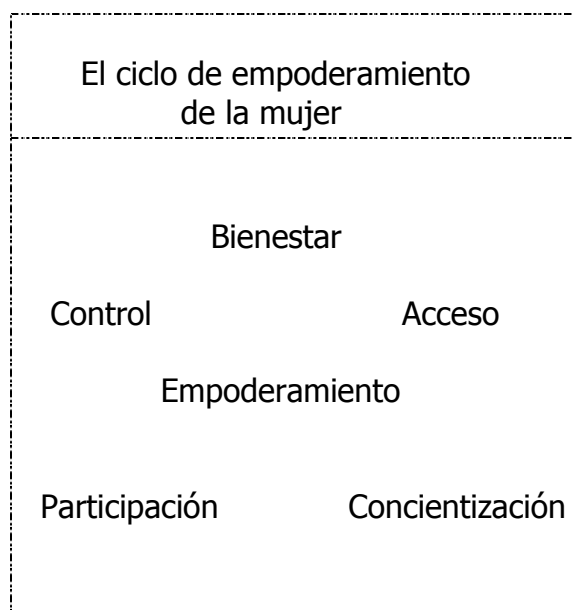 El ciclo de empoderamiento
de la mujer
Bienestar
Control Acceso
Empoderamiento
Participación Concientización